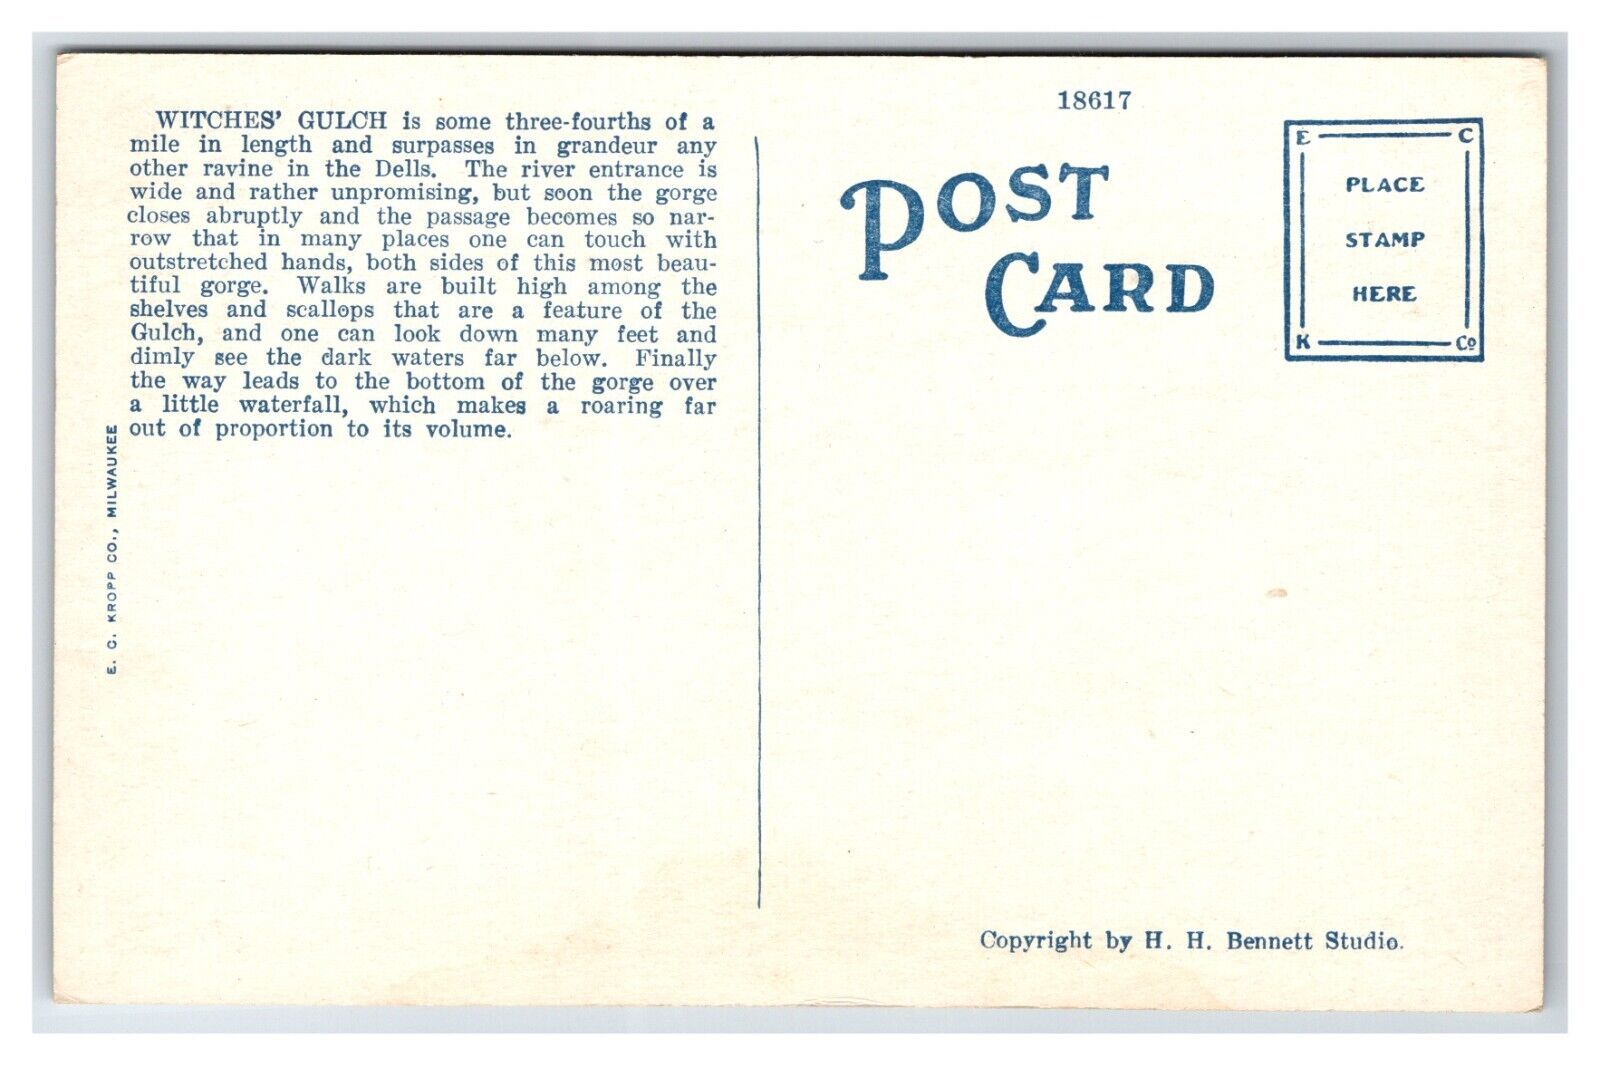 WITCHES' GULCH is some three-fourths of a
mile in length and surpasses in grandeur any
other ravine in the Dells. The river entrance is
wide and rather unpromising, but soon the gorge
closes abruptly and the passage becomes so nar-
row that in many places one can touch with
outstretched hands, both sides of this most beau-
tiful gorge. Walks are built high among the
shelves and scallops that are a feature of the
Gulch, and one can look down many feet and
dimly see the dark waters far below. Finally
the way leads to the bottom of the gorge over
a little waterfall, which makes a roaring far
out of proportion to its volume.
E. C. KROPP CO., MILWAUKEE
18617
POST
CARD
E C
PLACE
STAMP
HERE
K Co
Copyright by H. H. Bennett Studio.